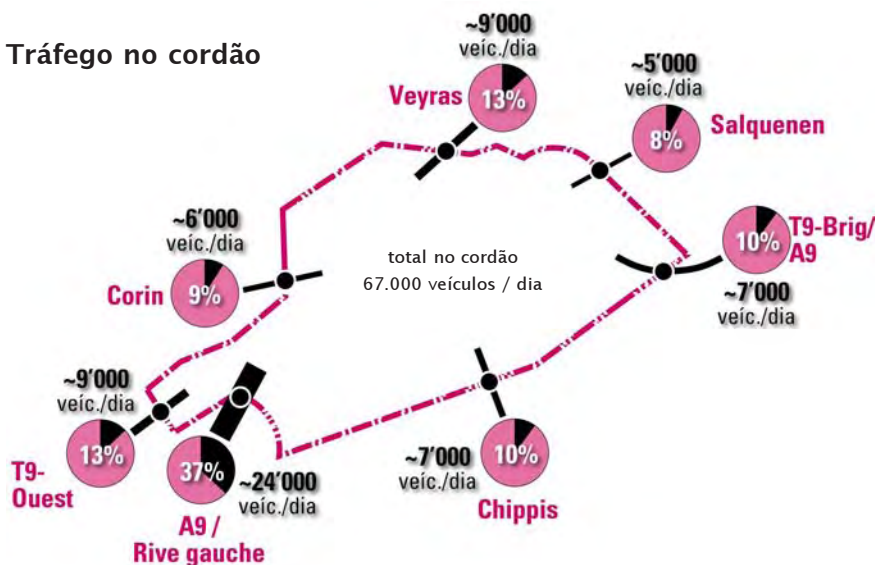 Tráfego no cordão
~9'000
veíc./dia
Veyras
13%
~5'000
veíc./dia
Salquenen
8%
T9-Brig/
A9
10%
~7'000
veíc./dia
~6'000
veíc./dia
Corin
9%
total no cordão
67.000 veículos / dia
~9'000
veíc./dia
13%
T9-
Ouest
37%
~24'000
veíc./dia
A9 /
Rive gauche
~7'000
veíc./dia
10%
Chippis